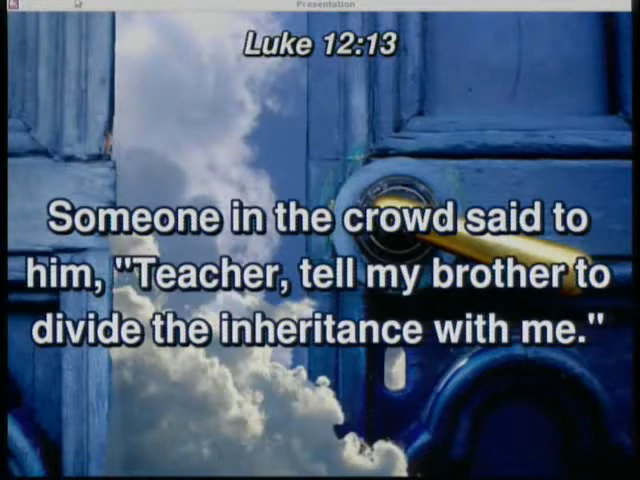 Presentation
Luke 12:13
Someone in the crowd said to
him, "Teacher, tell my brother to
divide the inheritance with me."